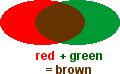 red + green
= brown